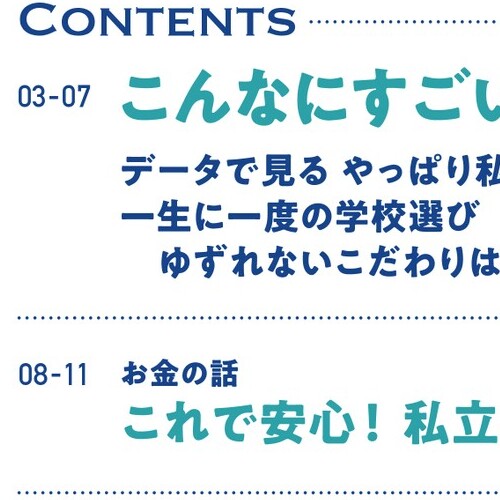 CONTENTS
03-07
こんなにすごい
データで見る やっぱり私
一生に一度の学校選び
ゆずれないこだわりは
08-11
お金の話
これで安心！ 私立